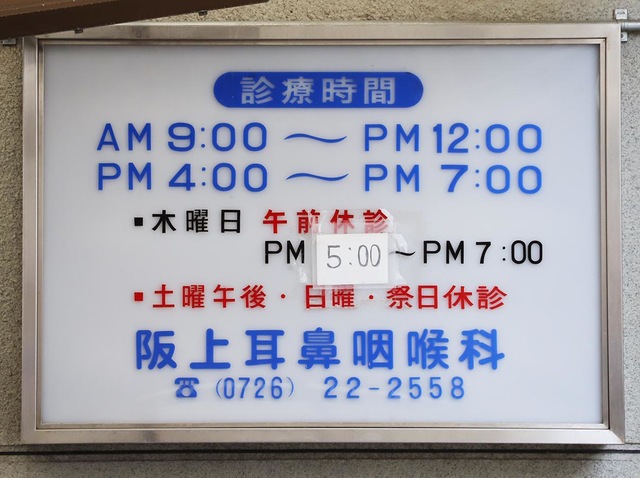 診療時間
AM 9:00 ～ PM 12:00
PM 4:00 ～ PM 7:00
▪木曜日 午前休診
PM 5:00 ～ PM 7:00
▪土曜午後・日曜・祭日休診
阪上耳鼻咽喉科
☎ (0726) 22-2558